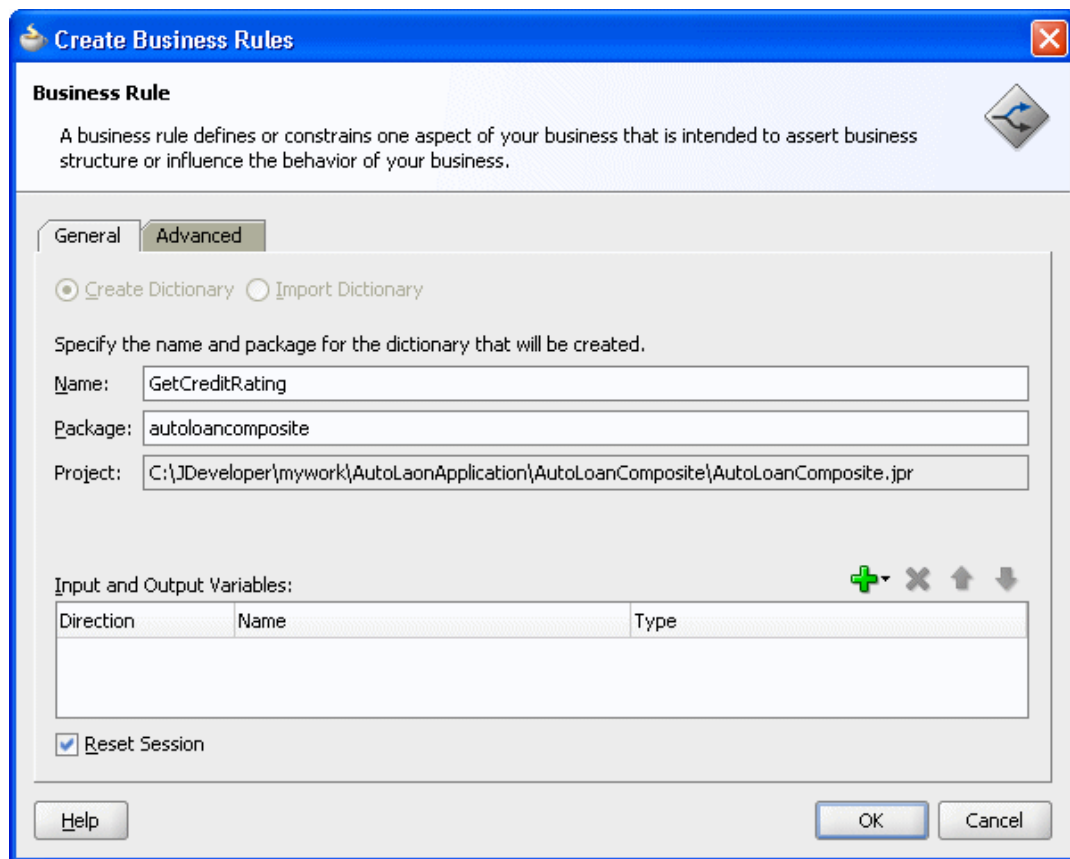 Create Business Rules
Business Rule
A business rule defines or constrains one aspect of your business that is intended to assert business
structure or influence the behavior of your business.
General Advanced
Create Dictionary Import Dictionary
Specify the name and package for the dictionary that will be created.
Name: GetCreditRating
Package: autoloancomposite
Project: C:\JDeveloper\mywork\AutoLaonApplication\AutoLoanComposite\AutoLoanComposite.jpr
Input and Output Variables:
Direction Name Type
Reset Session
Help OK Cancel